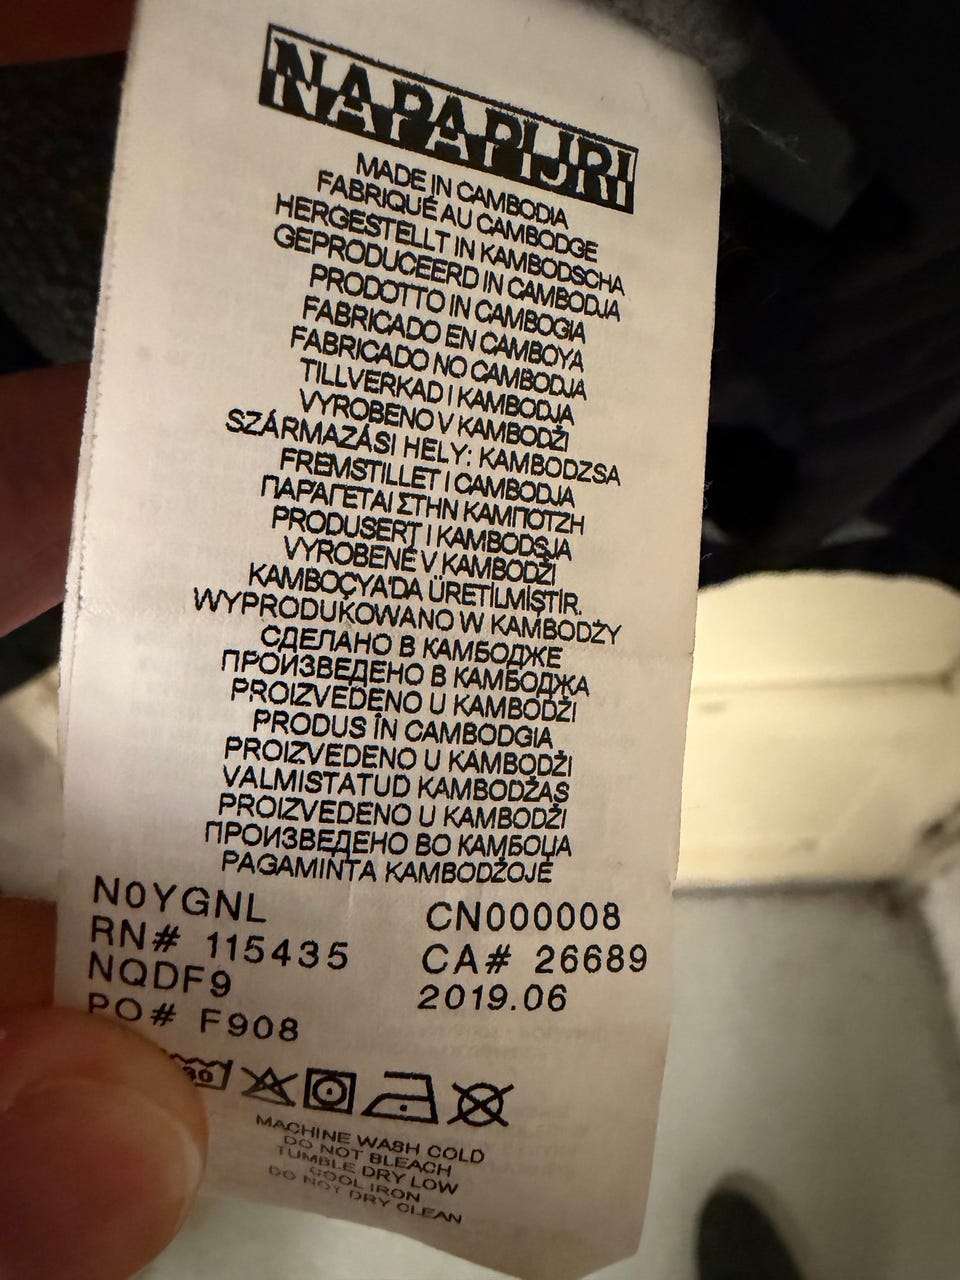 NAPAPIJRI
MADE IN CAMBODIA
FABRIQUÉ AU CAMBODGE
HERGESTELLT IN KAMBODSCHA
GEPRODUCEERD IN CAMBODJA
PRODOTTO IN CAMBOGIA
FABRICADO EN CAMBOYA
FABRICADO NO CAMBODJA
TILLVERKAD I KAMBODJA
VYROBENO V KAMBODŽI
SZÁRMAZÁSI HELY: KAMBODZSA
FREMSTILLET I CAMBODJA
ΠΑΡΑΓΕΤΑΙ ΣΤΗΝ ΚΑΜΠΟΤΖΗ
PRODUSERT I KAMBODSJA
VYROBENÉ V KAMBODŽI
KAMBOÇYA'DA ÜRETİLMİŞTİR.
WYPRODUKOWANO W KAMBODŻY
СДЕЛАНО В КАМБОДЖЕ
ПРОИЗВЕДЕНО В КАМБОДЖА
PROIZVEDENO U KAMBODŽI
PRODUS ÎN CAMBODGIA
PROIZVEDENO U KAMBODŽI
VALMISTATUD KAMBODŽAS
PROIZVEDENO U KAMBODŽI
ПРОИЗВЕДЕНО ВО КАМБОЏА
PAGAMINTA KAMBODŽOJE
N0YGNL CN000008
RN# 115435 CA# 26689
NQDF9 2019.06
PO# F908
30
MACHINE WASH COLD
DO NOT BLEACH
TUMBLE DRY LOW
COOL IRON
DO NOT DRY CLEAN